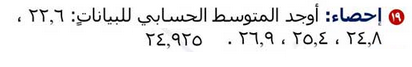 ١٩ إحصاء: أوجد المتوسط الحسابي للبيانات: ٢٢,٦ ،
٢٤,٨ ، ٢٥,٤ ، ٢٦,٩ . ٢٤,٩٢٥